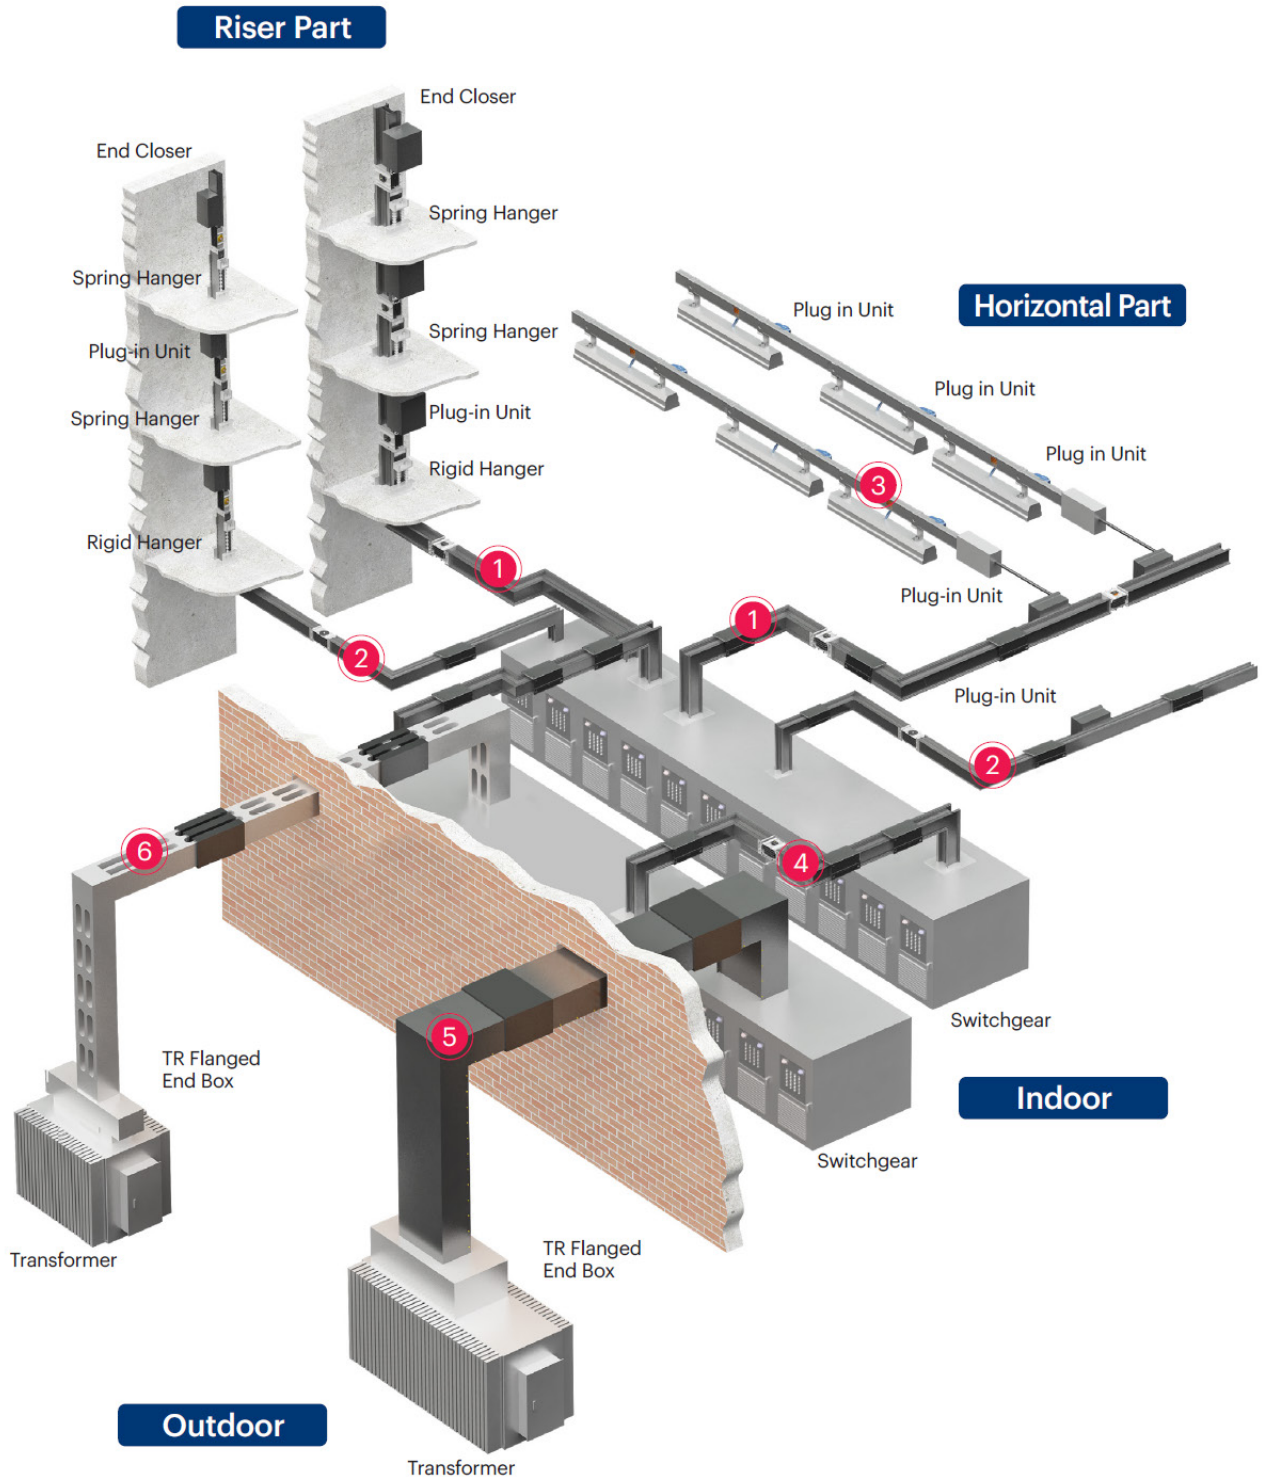 Riser Part
End Closer
End Closer
Spring Hanger
Spring Hanger
Horizontal Part
Plug in Unit
Spring Hanger
Plug-in Unit
Plug in Unit
Spring Hanger
Plug-in Unit
Plug in Unit
Rigid Hanger
3
Rigid Hanger
1
Plug-in Unit
1
2
Plug-in Unit
2
6
4
Switchgear
5
TR Flanged
End Box
Indoor
Switchgear
Transformer
TR Flanged
End Box
Outdoor
Transformer